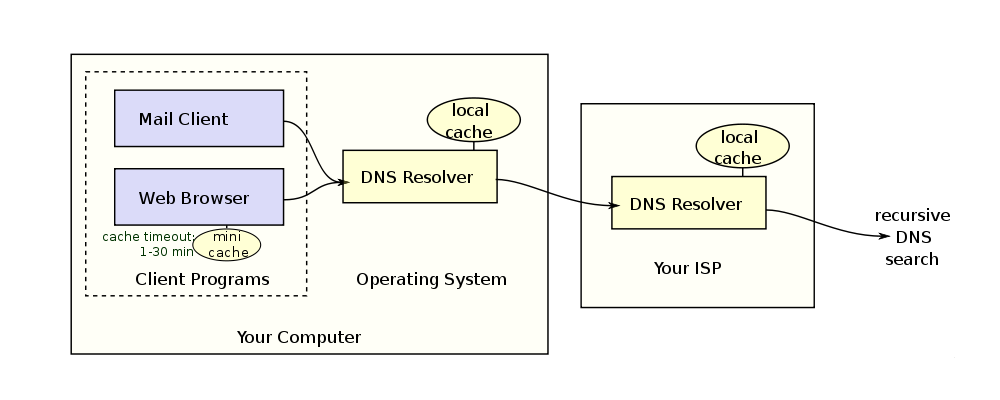 Mail Client
Web Browser
cache timeout:
1-30 min
mini
cache
Client Programs
local
cache
DNS Resolver
Operating System
Your Computer
local
cache
DNS Resolver
Your ISP
recursive
DNS
search